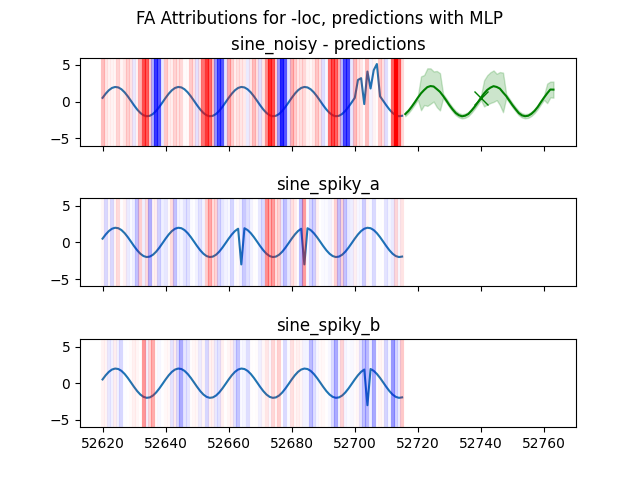 FA Attributions for -loc, predictions with MLP
sine_noisy - predictions
5
0
−5
sine_spiky_a
5
0
−5
sine_spiky_b
5
0
−5
52620 52640 52660 52680 52700 52720 52740 52760